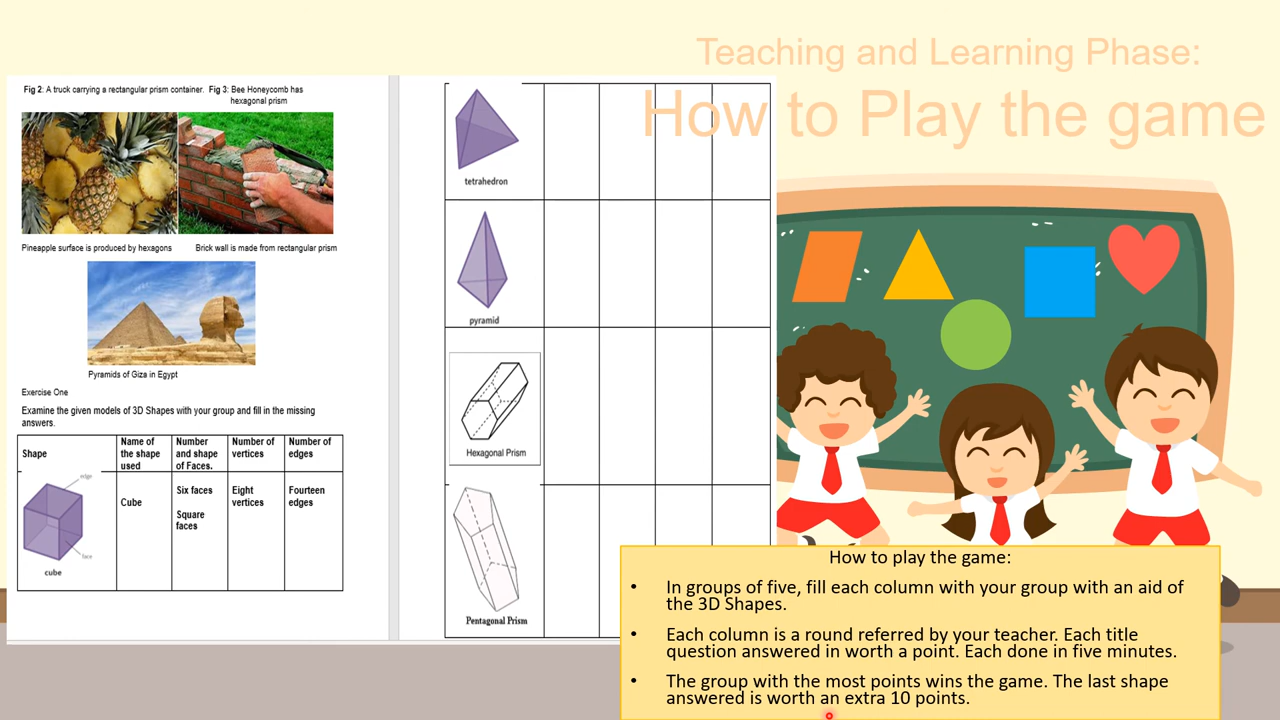 Teaching and Learning Phase:
How to Play the game
Fig 2: A truck carrying a rectangular prism container. Fig 3: Bee Honeycomb has
hexagonal prism
Pineapple surface is produced by hexagons
Brick wall is made from rectangular prism
Pyramids of Giza in Egypt
Exercise One
Examine the given models of 3D Shapes with your group and fill in the missing
answers.
Shape
Name of
the shape
used
Number
and shape
of Faces.
Number of
vertices
Number of
edges
edge
face
cube
Cube
Six faces
Square
faces
Eight
vertices
Fourteen
edges
tetrahedron
pyramid
Hexagonal Prism
Pentagonal Prism
How to play the game:
• In groups of five, fill each column with your group with an aid of
the 3D Shapes.
• Each column is a round referred by your teacher. Each title
question answered in worth a point. Each done in five minutes.
• The group with the most points wins the game. The last shape
answered is worth an extra 10 points.